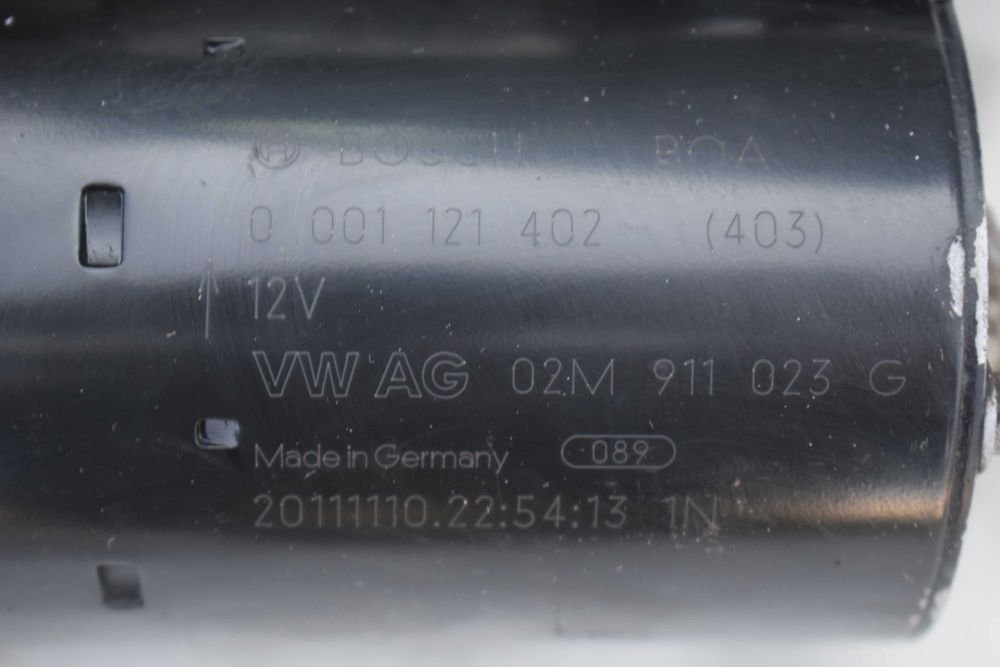 BOSCH BOA
0 001 121 402 (403)
12V
VW AG 02M 911 023 G
Made in Germany 089
20111110.22:54:13 1N